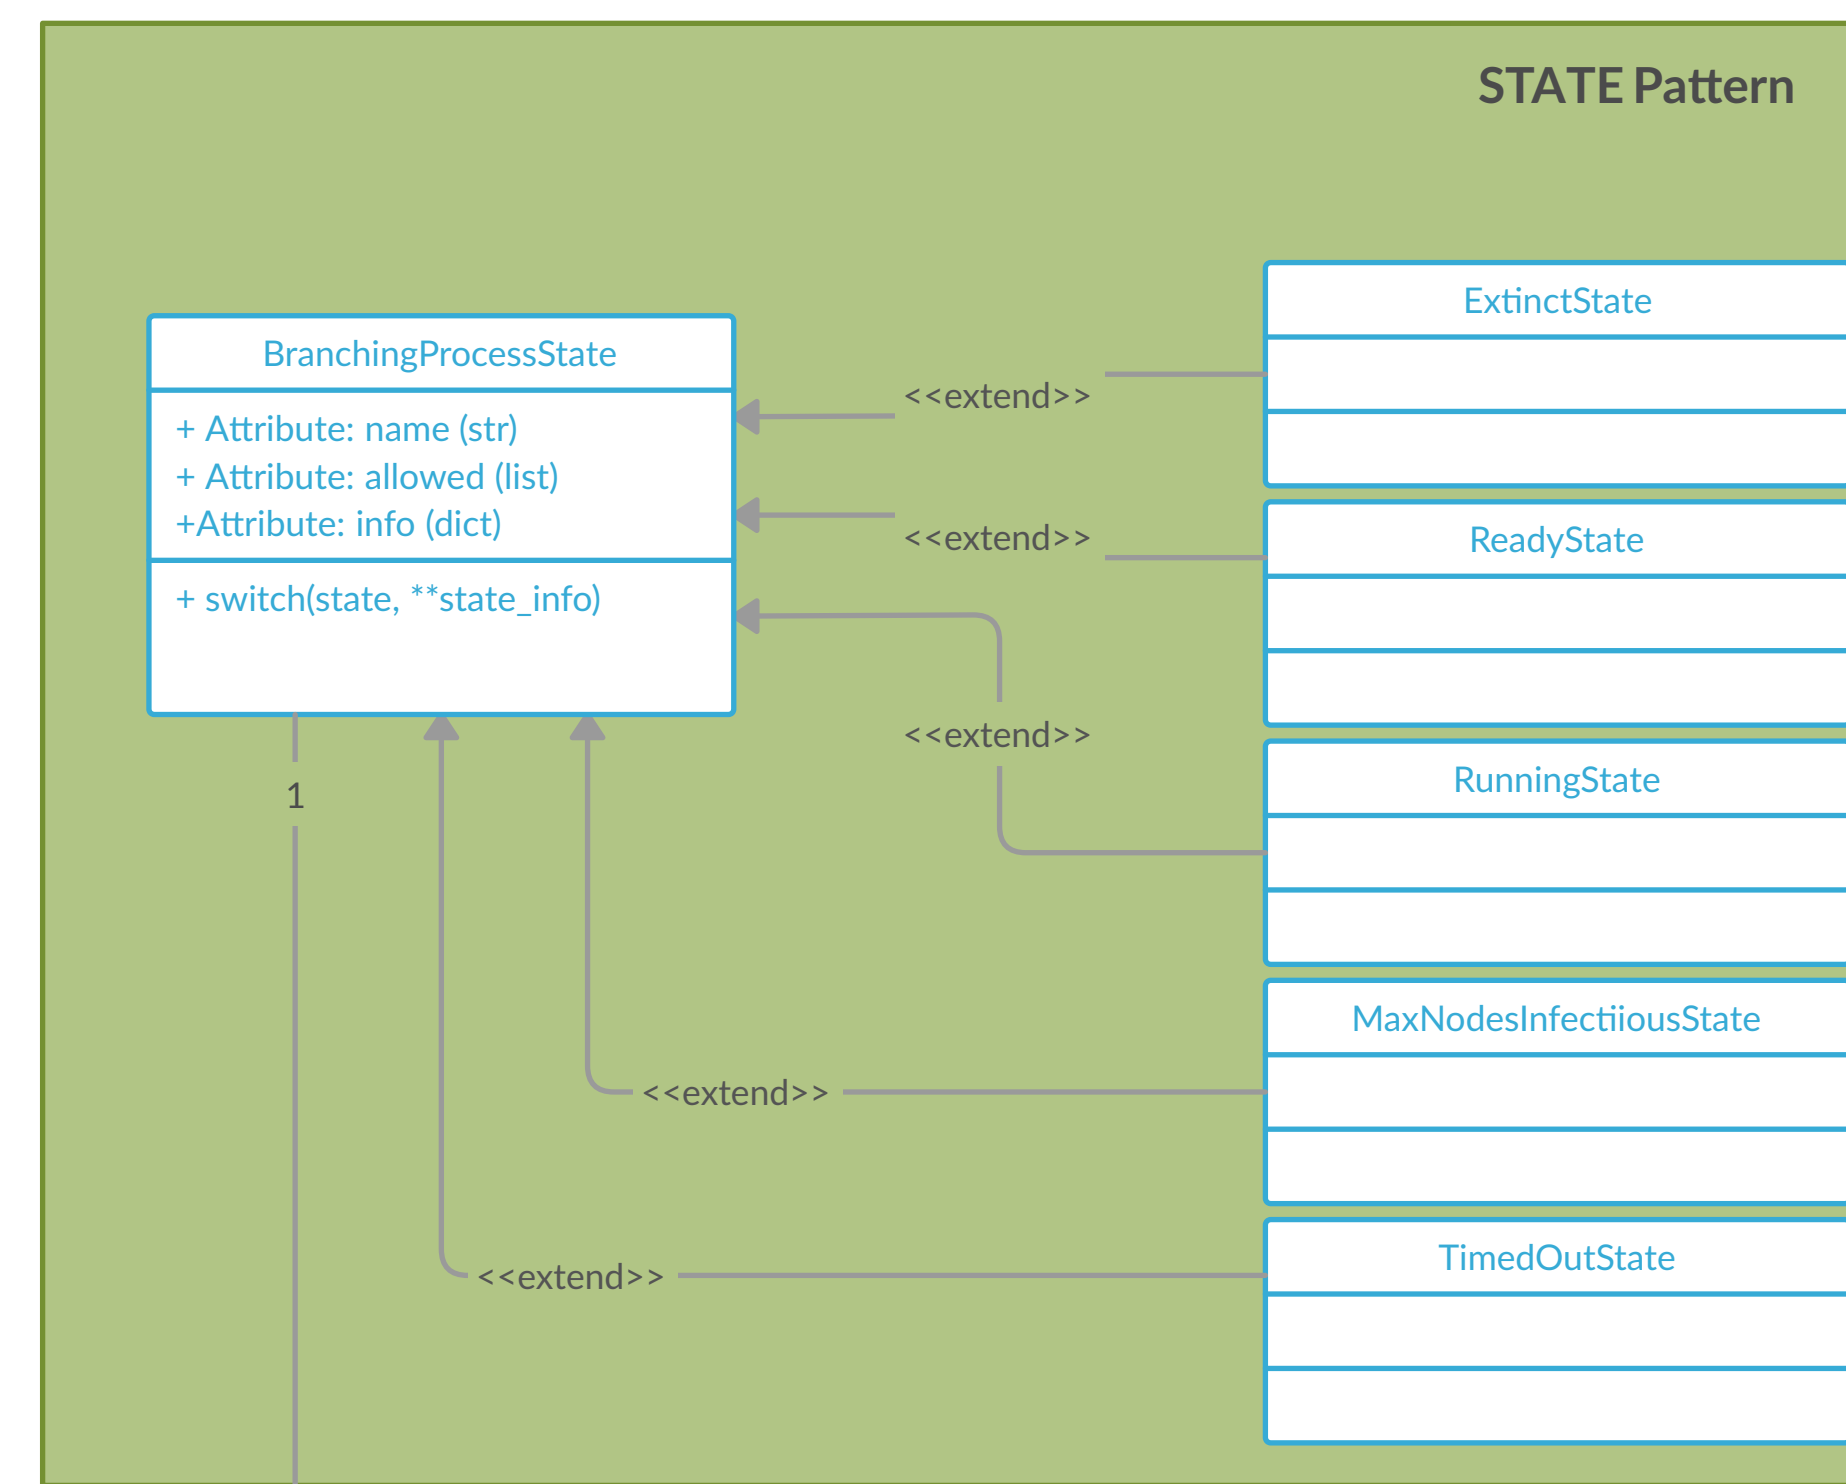 STATE Pattern
BranchingProcessState
+ Attribute: name (str)
+ Attribute: allowed (list)
+Attribute: info (dict)
+ switch(state, **state_info)
1
<<extend>>
<<extend>>
<<extend>>
<<extend>>
<<extend>>
ExtinctState
ReadyState
RunningState
MaxNodesInfectiiousState
TimedOutState